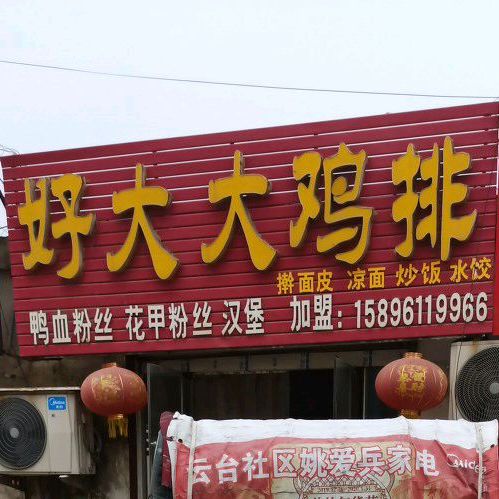 好大大鸡排
擀面皮 凉面 炒饭 水饺
鸭血粉丝 花甲粉丝 汉堡 加盟：15896119966
Midea
云台社区姚爱兵家电
Midea